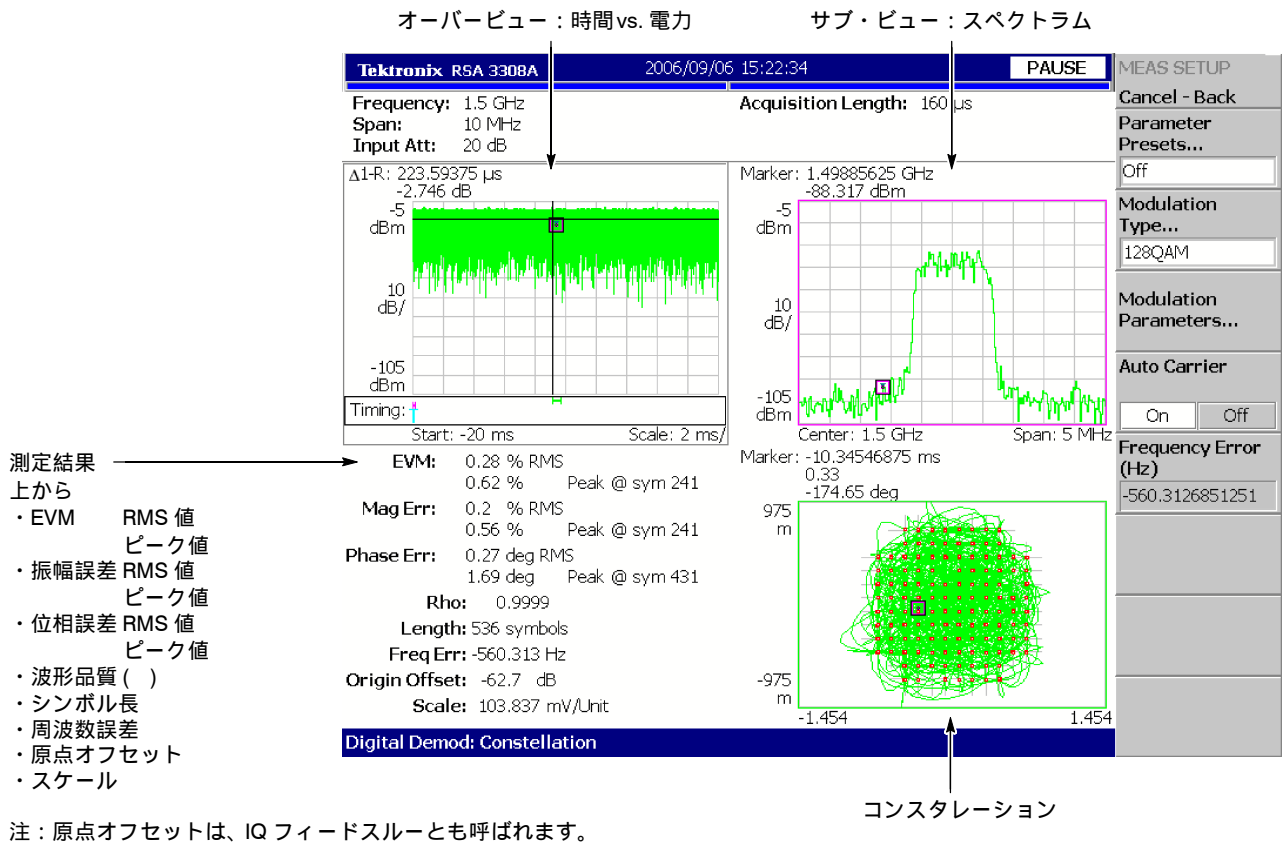 オーバービュー：時間 vs. 電力
サブ・ビュー：スペクトラム
Tektronix RSA 3308A
2006/09/06 15:22:34
PAUSE
Frequency: 1.5 GHz
Span: 10 MHz
Input Att: 20 dB
Acquisition Length: 160 µs
Δ1-R: 223.59375 µs
-2.746 dB
-5
dBm
10
dB/
-105
dBm
Timing:
Start: -20 ms
Scale: 2 ms/
Marker: 1.49885625 GHz
-88.317 dBm
-5
dBm
10
dB/
-105
dBm
Center: 1.5 GHz
Span: 5 MHz
EVM: 0.28 % RMS
0.62 % Peak @ sym 241
Mag Err: 0.2 % RMS
0.56 % Peak @ sym 241
Phase Err: 0.27 deg RMS
1.69 deg Peak @ sym 431
Rho: 0.9999
Length: 536 symbols
Freq Err: -560.313 Hz
Origin Offset: -62.7 dB
Scale: 103.837 mV/Unit
Marker: -10.34546875 ms
0.33
-174.65 deg
975
m
-975
m
-1.454
1.454
Digital Demod: Constellation
MEAS SETUP
Cancel - Back
Parameter
Presets...
Off
Modulation
Type...
128QAM
Modulation
Parameters...
Auto Carrier
On Off
Frequency Error
(Hz)
-560.3126851251
測定結果
上から
・EVM RMS 値
ピーク値
・振幅誤差 RMS 値
ピーク値
・位相誤差 RMS 値
ピーク値
・波形品質 ( )
・シンボル長
・周波数誤差
・原点オフセット
・スケール
コンスタレーション
注：原点オフセットは、IQ フィードスルーとも呼ばれます。